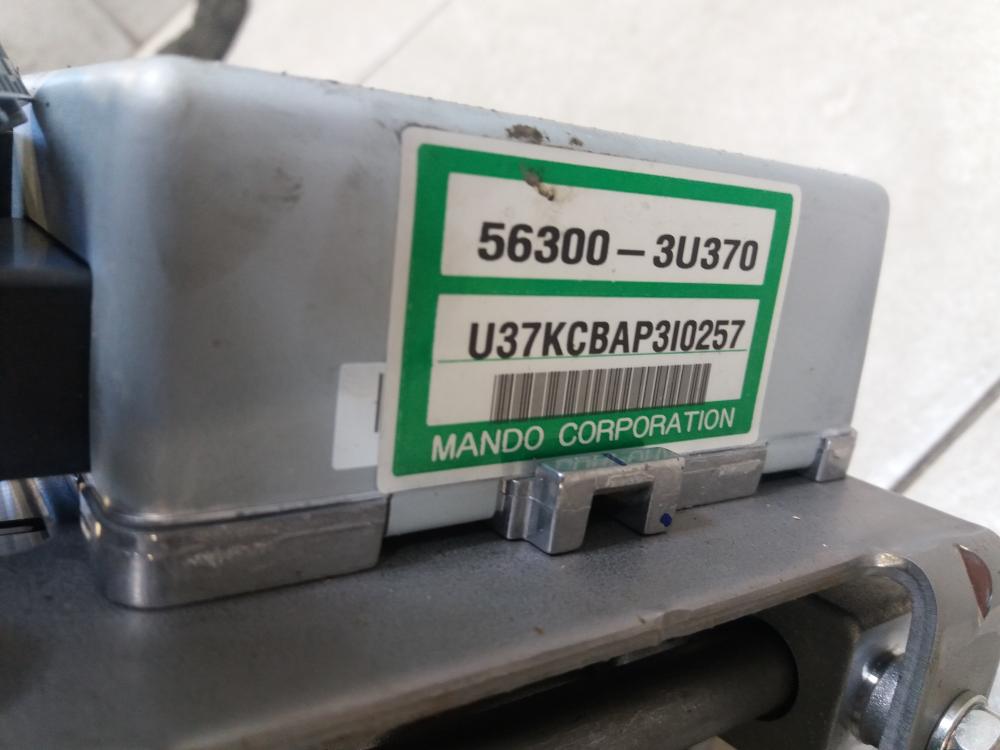 56300-3U370
U37KCBAP3I0257
MANDO CORPORATION